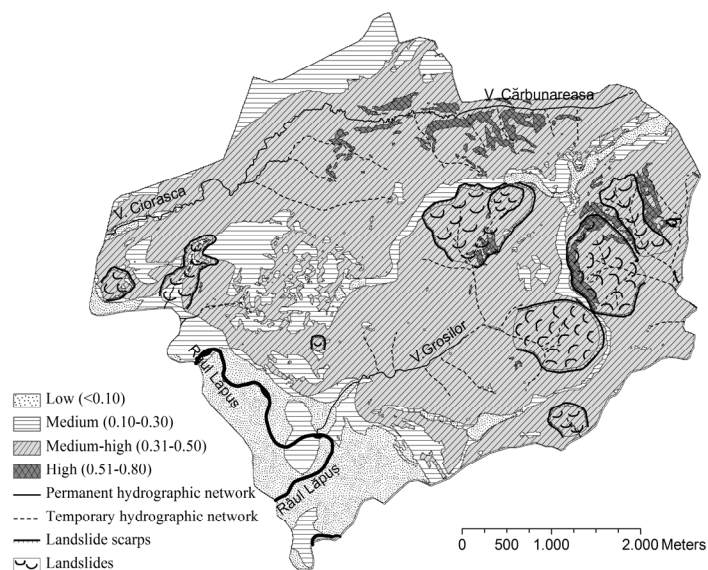 V. Cărbunareasa
V. Ciorasca
V.Groșilor
Râul Lăpuș
Râul Lăpuș
Low (<0.10)
Medium (0.10-0.30)
Medium-high (0.31-0.50)
High (0.51-0.80)
Permanent hydrographic network
Temporary hydrographic network
Landslide scarps
Landslides
0 500 1.000 2.000 Meters